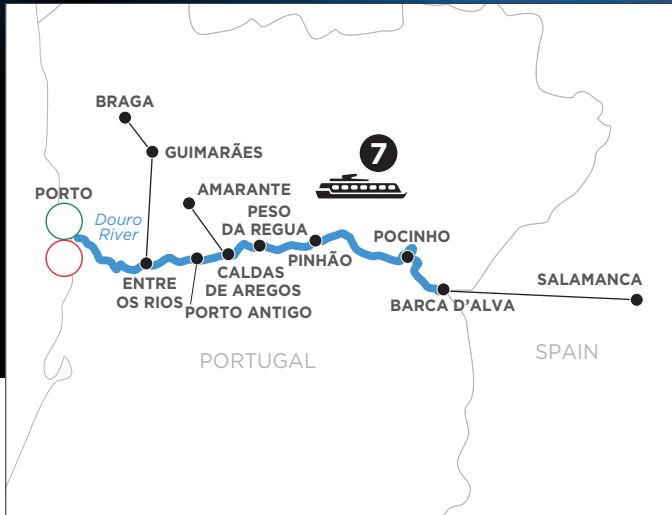 BRAGA
GUIMARÃES
7
AMARANTE
PORTO
Douro
River
PESO
DA REGUA
POCINHO
PINHÃO
ENTRE
OS RIOS
CALDAS
DE AREGOS
PORTO ANTIGO
BARCA D’ALVA
SALAMANCA
PORTUGAL
SPAIN